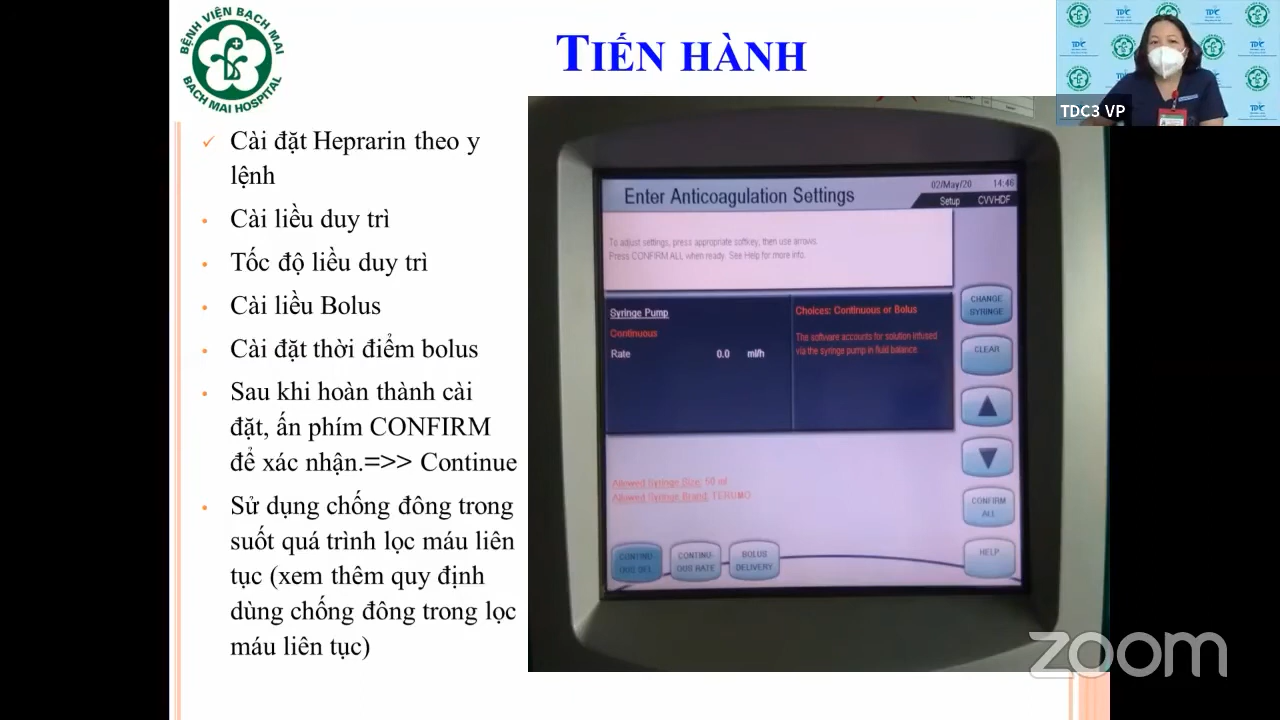 BỆNH VIỆN BẠCH MAI
BACH MAI HOSPITAL
TIẾN HÀNH
TDC3 VP
✓ Cài đặt Heprarin theo y
lệnh
• Cài liều duy trì
• Tốc độ liều duy trì
• Cài liều Bolus
• Cài đặt thời điểm bolus
• Sau khi hoàn thành cài
đặt, ấn phím CONFIRM
để xác nhận.=>> Continue
• Sử dụng chống đông trong
suốt quá trình lọc máu liên
tục (xem thêm quy định
dùng chống đông trong lọc
máu liên tục)
Enter Anticoagulation Settings
02/May/20 14:46
Setup CVVHDF
To adjust settings, press appropriate softkey, then use arrows.
Press CONFIRM ALL when ready. See Help for more info.
Syringe Pump
Continuous
Rate 0.0 ml/h
Choices: Continuous or Bolus
The software accounts for solution infused
via the syringe pump in fluid balance.
Allowed Syringe Size: 50 ml
Allowed Syringe Brand: TERUMO
CHANGE
SYRINGE
CLEAR
CONFIRM
ALL
HELP
CONTINU-
OUS DEL.
CONTINU-
OUS RATE
BOLUS
DELIVERY
zoom